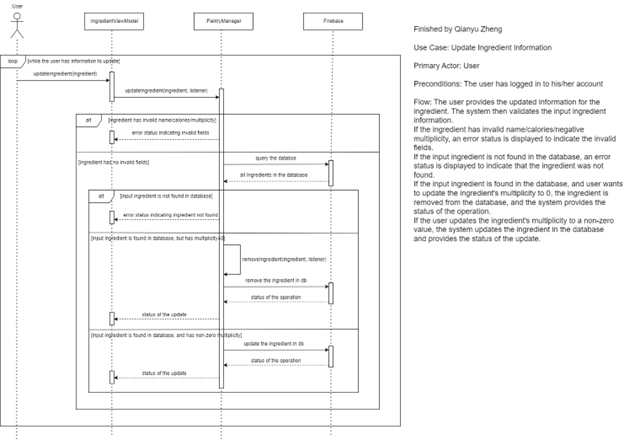 User
IngredientViewModel
PantryManager
Firebase
loop
[while the user has information to update]
updateIngredient(ingredient)
updateIngredient(ingredient, listener)
alt
[ingredient has invalid name/calories/multiplicity]
error status indicating invalid fields
[ingredient has no invalid fields]
query the databse
all ingredients in the database
alt
[input ingredient is not found in database]
error status indicating ingredient not found
[input ingredient is found in database, but has multiplicity=0]
removeIngredient(ingredient, listener)
remove the ingredient in db
status of the operation
status of the update
[input ingredient is found in database, and has non-zero multiplicity]
update the ingredient in db
status of the operation
status of the update
Finished by Qianyu Zheng
Use Case: Update Ingredient Information
Primary Actor: User
Preconditions: The user has logged in to his/her account
Flow: The user provides the updated information for the
ingredient. The system then validates the input ingredient
information.
If the ingredient has invalid name/calories/negative
multiplicity, an error status is displayed to indicate the invalid
fields.
If the input ingredient is not found in the database, an error
status is displayed to indicate that the ingredient was not
found.
If the input ingredient is found in the database, and user wants
to update the ingredient's multiplicity to 0, the ingredient is
removed from the database, and the system provides the
status of the operation.
If the user updates the ingredient's multiplicity to a non-zero
value, the system updates the ingredient in the database
and provides the status of the update.